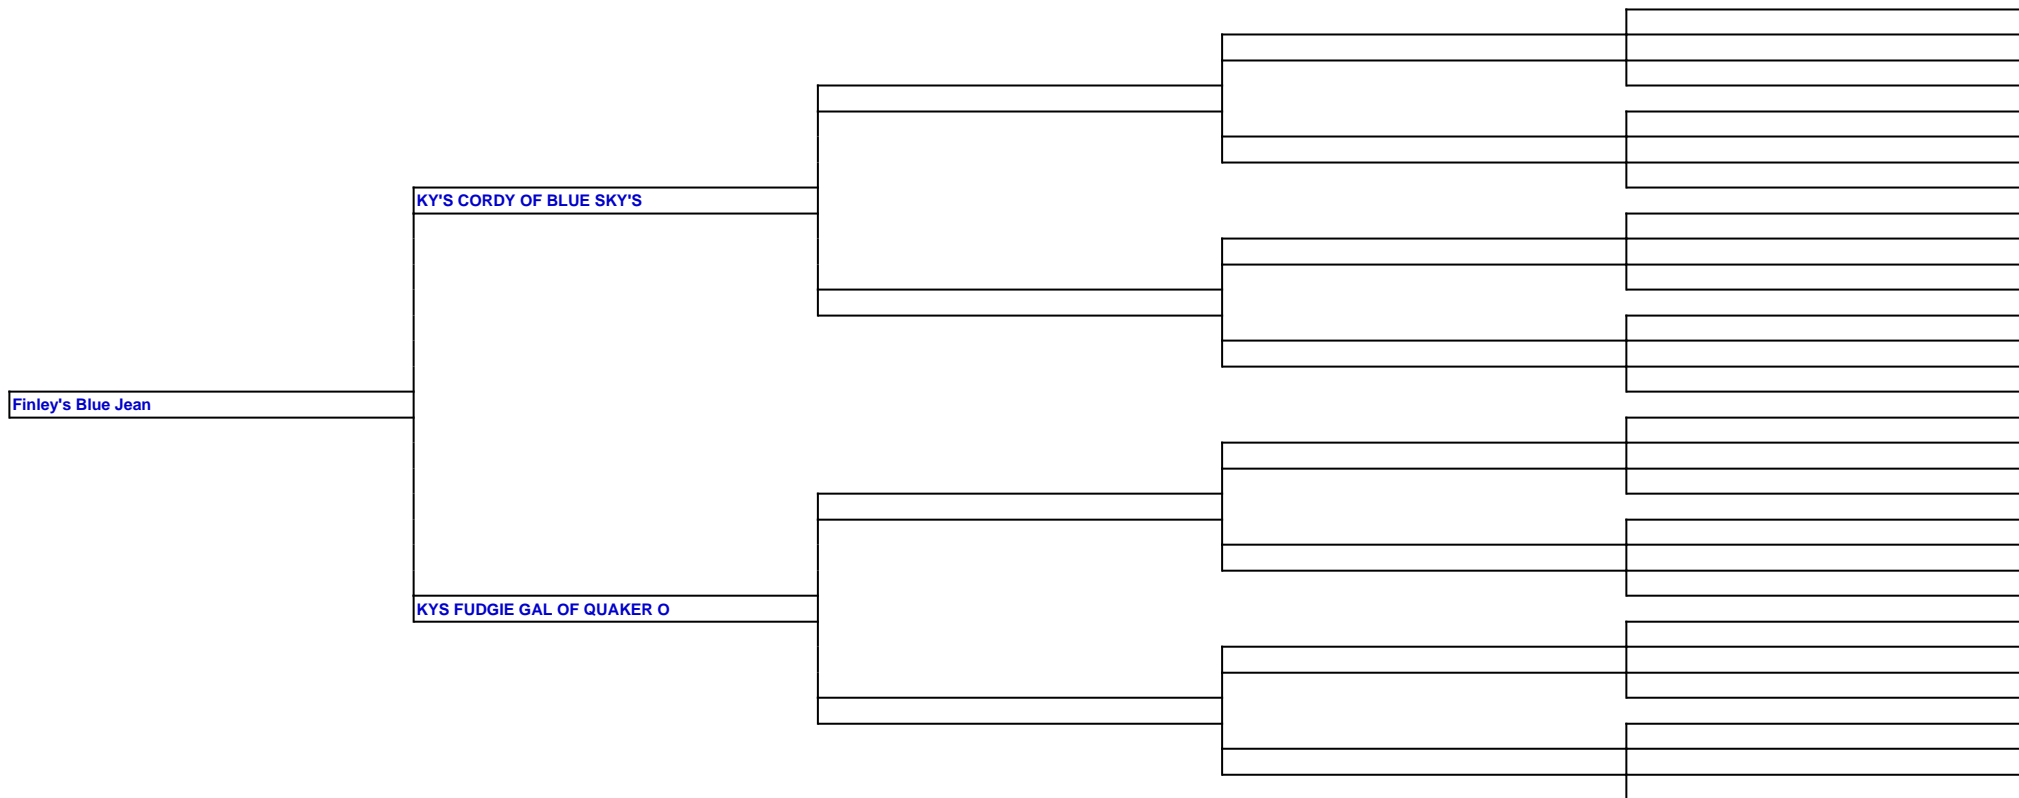 KY'S CORDY OF BLUE SKY'S
Finley's Blue Jean
KYS FUDGIE GAL OF QUAKER O